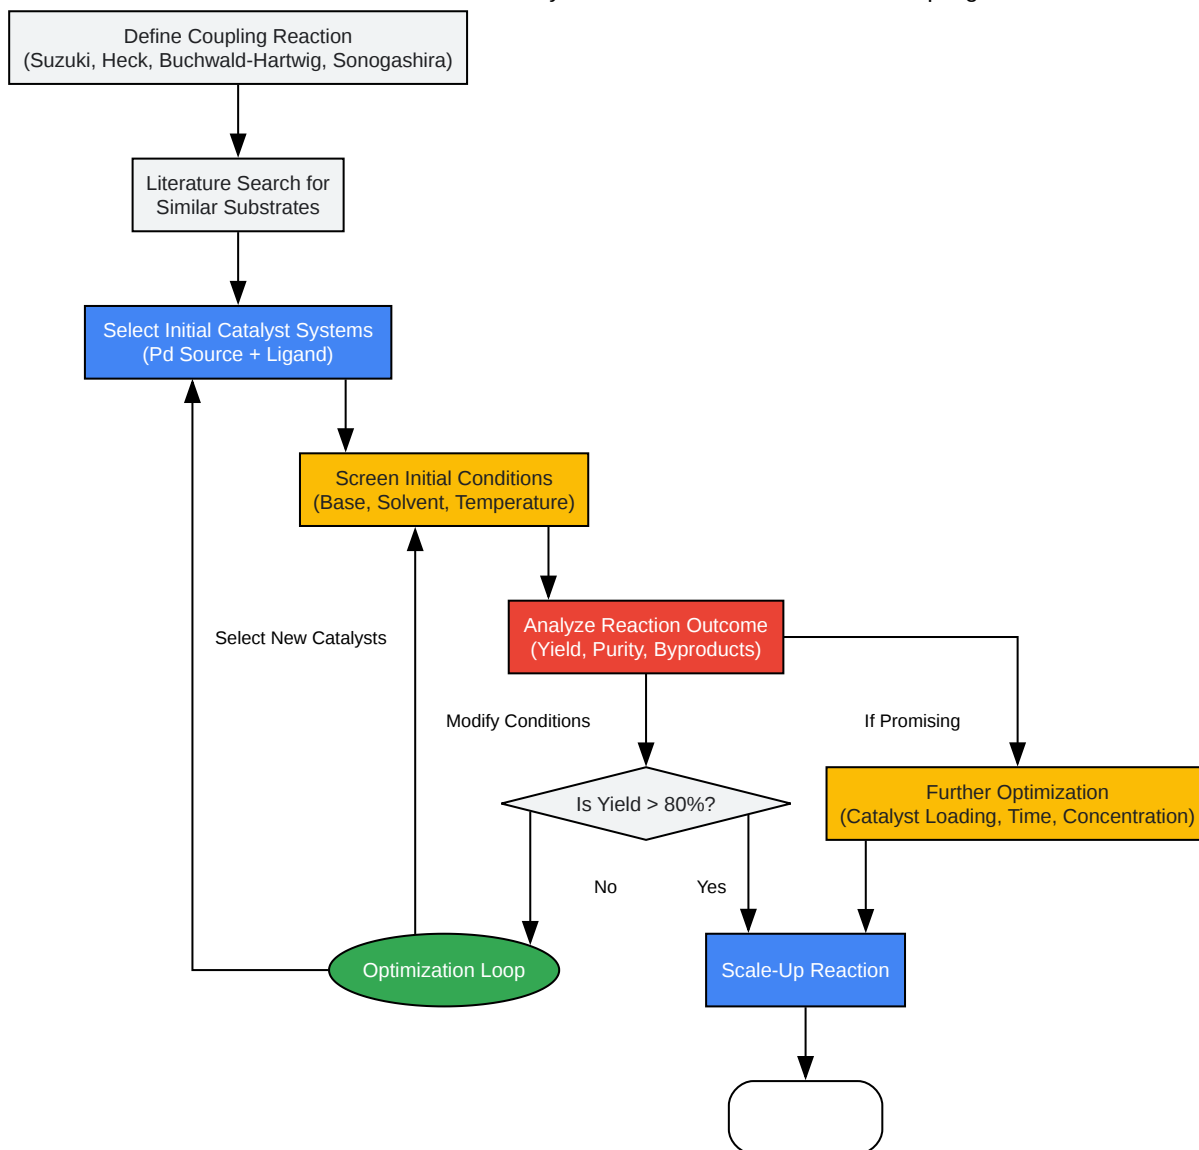 Define Coupling Reaction
(Suzuki, Heck, Buchwald-Hartwig, Sonogashira)
Literature Search for
Similar Substrates
Select Initial Catalyst Systems
(Pd Source + Ligand)
Screen Initial Conditions
(Base, Solvent, Temperature)
Select New Catalysts
Analyze Reaction Outcome
(Yield, Purity, Byproducts)
Modify Conditions
If Promising
Is Yield > 80%?
Further Optimization
(Catalyst Loading, Time, Concentration)
No
Yes
Optimization Loop
Scale-Up Reaction